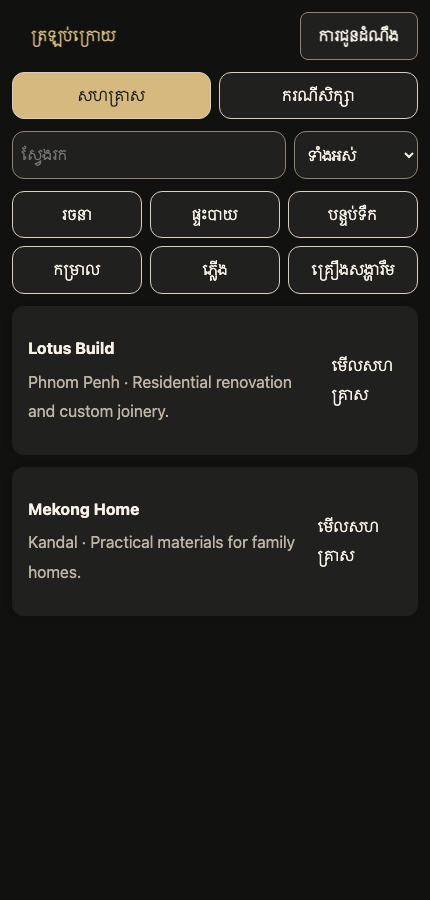 ត្រឡប់ក្រោយ
ការជូនដំណឹង
សហគ្រាស
ករណីសិក្សា
ស្វែងរក
ទាំងអស់
រចនា
ផ្ទះបាយ
បន្ទប់ទឹក
កម្រាល
ភ្លើង
គ្រឿងសង្ហារឹម
Lotus Build
Phnom Penh · Residential renovation
and custom joinery.
មើលសហ
គ្រាស
Mekong Home
Kandal · Practical materials for family
homes.
មើលសហ
គ្រាស